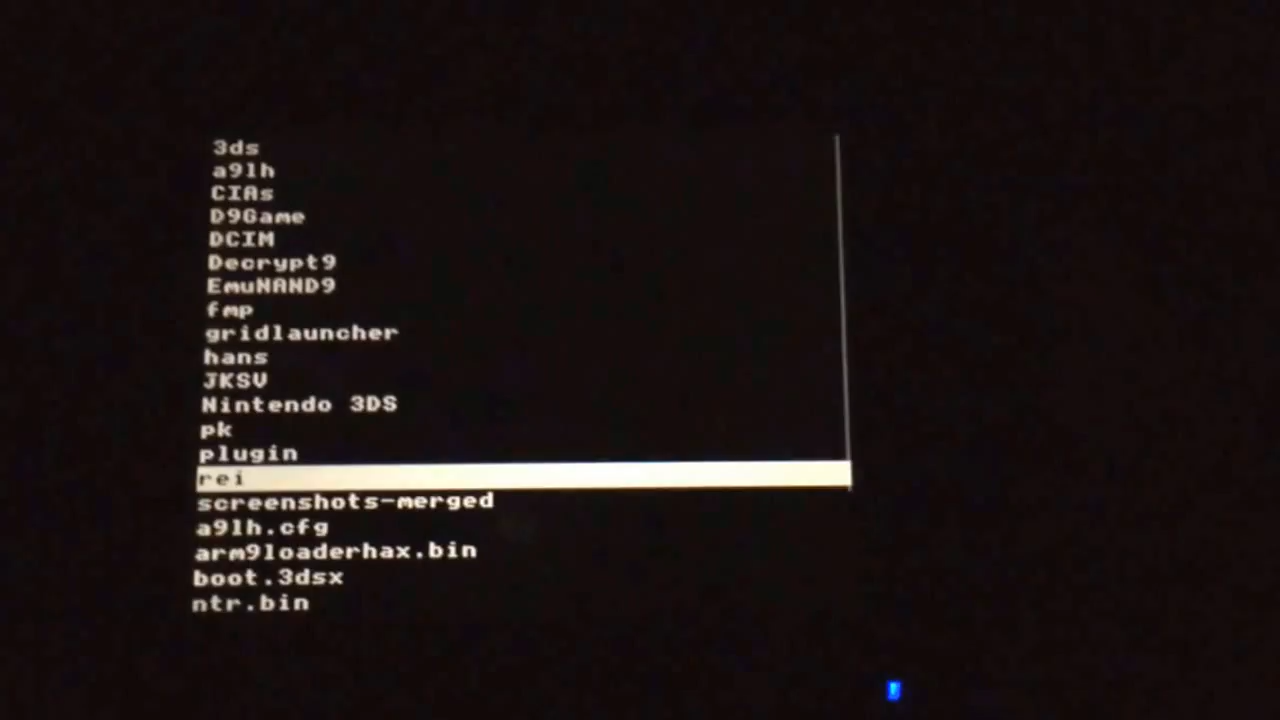 3ds
a9lh
CIAs
D9Game
DCIM
Decrypt9
EmuNAND9
fmp
gridlauncher
hans
JKSV
Nintendo 3DS
pk
plugin
rei
screenshots-merged
a9lh.cfg
arm9loaderhax.bin
boot.3dsx
ntr.bin